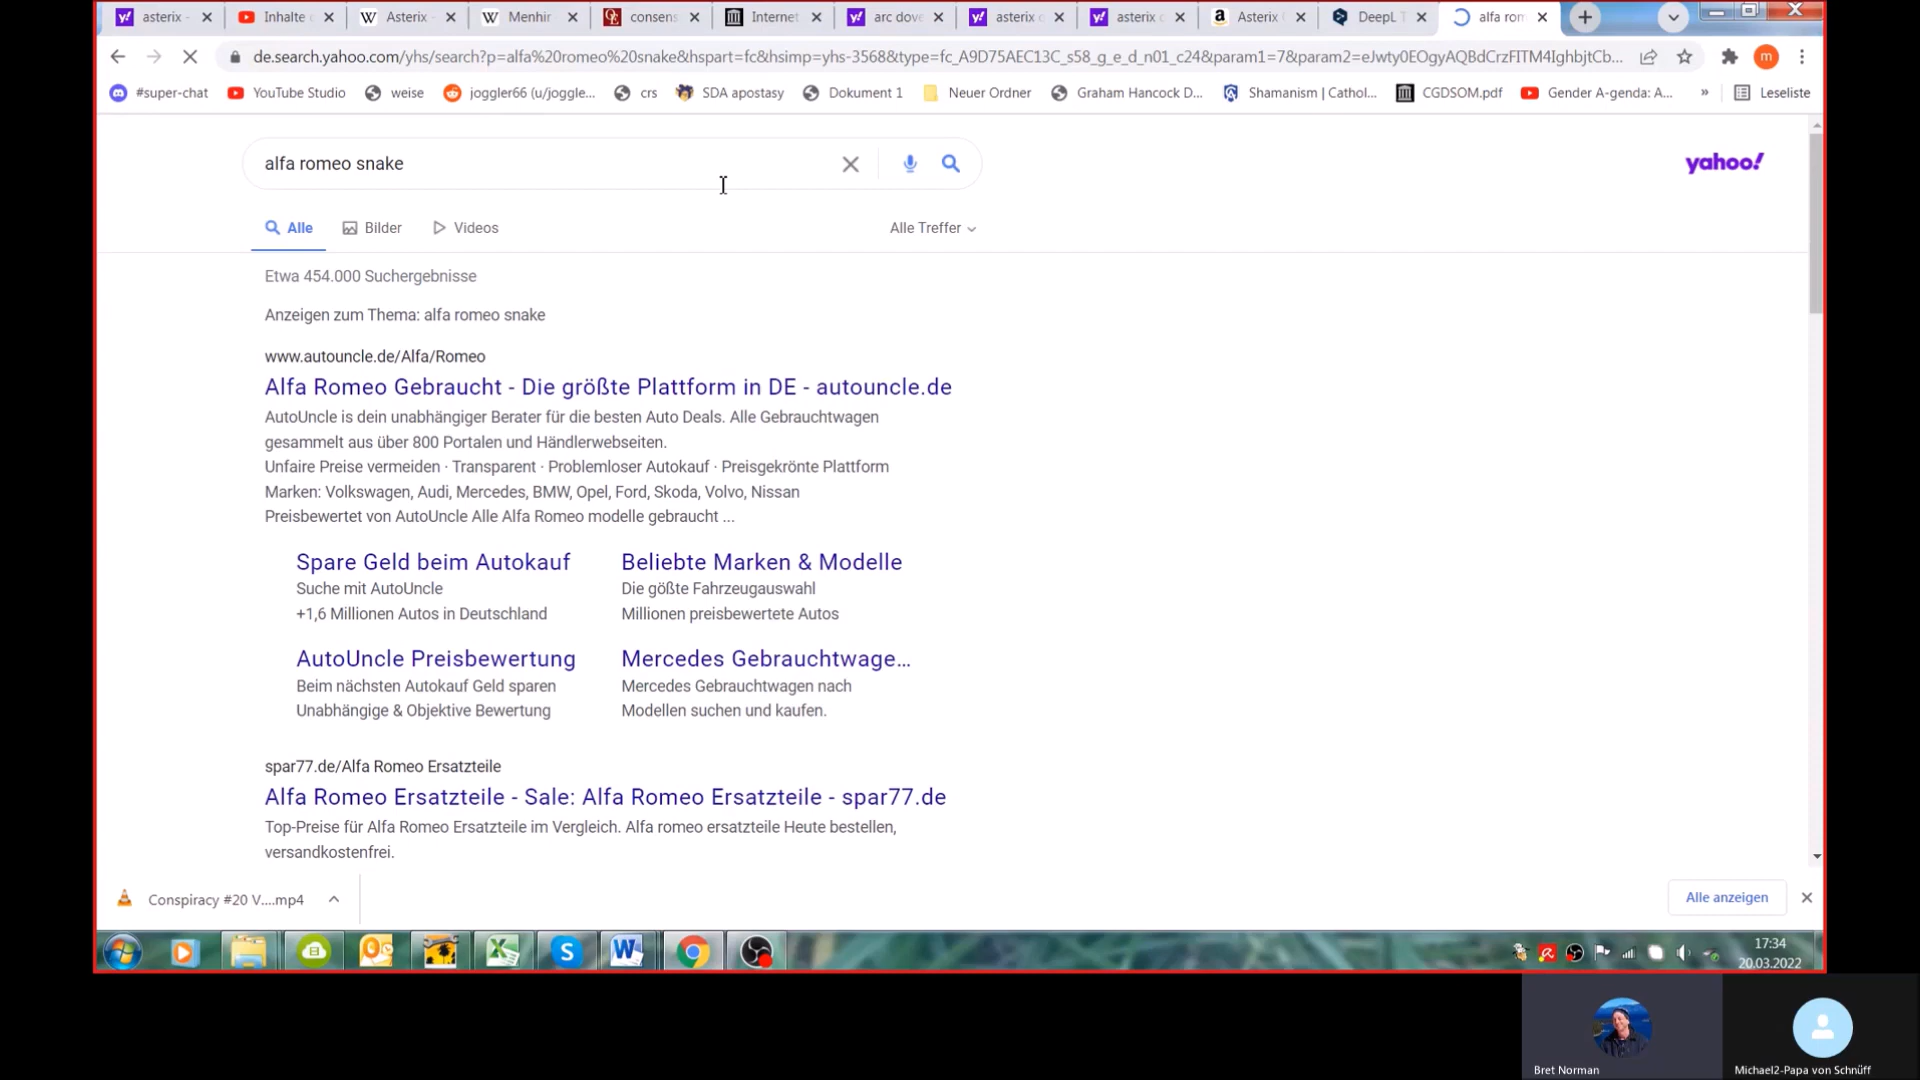 asterix -
Inhalte
Asterix
Menhir
consens
Internet
arc dove
asterix
asterix
Asterix
DeepL
alfa rom
de.search.yahoo.com/yhs/search?p=alfa%20romeo%20snake&hspart=fc&hsimp=yhs-3568&type=fc_A9D75AEC13C_s58_g_e_d_n01_c24&param1=7&param2=eJwty0EOgyAQBdCrzFITM4IghbjtCb...
m
#super-chat
YouTube Studio
weise
joggler66 (u/joggle...
crs
SDA apostasy
Dokument 1
Neuer Ordner
Graham Hancock D...
Shamanism | Cathol...
CGDSOM.pdf
Gender A-genda: A...
»
Leseliste
alfa romeo snake
yahoo!
Alle
Bilder
Videos
Alle Treffer
Etwa 454.000 Suchergebnisse
Anzeigen zum Thema: alfa romeo snake
www.autouncle.de/Alfa/Romeo
Alfa Romeo Gebraucht - Die größte Plattform in DE - autouncle.de
AutoUncle is dein unabhängiger Berater für die besten Auto Deals. Alle Gebrauchtwagen
gesammelt aus über 800 Portalen und Händlerwebseiten.
Unfaire Preise vermeiden · Transparent · Problemloser Autokauf · Preisgekrönte Plattform
Marken: Volkswagen, Audi, Mercedes, BMW, Opel, Ford, Skoda, Volvo, Nissan
Preisbewertet von AutoUncle Alle Alfa Romeo modelle gebraucht ...
Spare Geld beim Autokauf
Suche mit AutoUncle
+1,6 Millionen Autos in Deutschland
Beliebte Marken & Modelle
Die gößte Fahrzeugauswahl
Millionen preisbewertete Autos
AutoUncle Preisbewertung
Beim nächsten Autokauf Geld sparen
Unabhängige & Objektive Bewertung
Mercedes Gebrauchtwage...
Mercedes Gebrauchtwagen nach
Modellen suchen und kaufen.
spar77.de/Alfa Romeo Ersatzteile
Alfa Romeo Ersatzteile - Sale: Alfa Romeo Ersatzteile - spar77.de
Top-Preise für Alfa Romeo Ersatzteile im Vergleich. Alfa romeo ersatzteile Heute bestellen,
versandkostenfrei.
Conspiracy #20 V....mp4
Alle anzeigen
17:34
20.03.2022
Bret Norman
Michael2-Papa von Schnüff